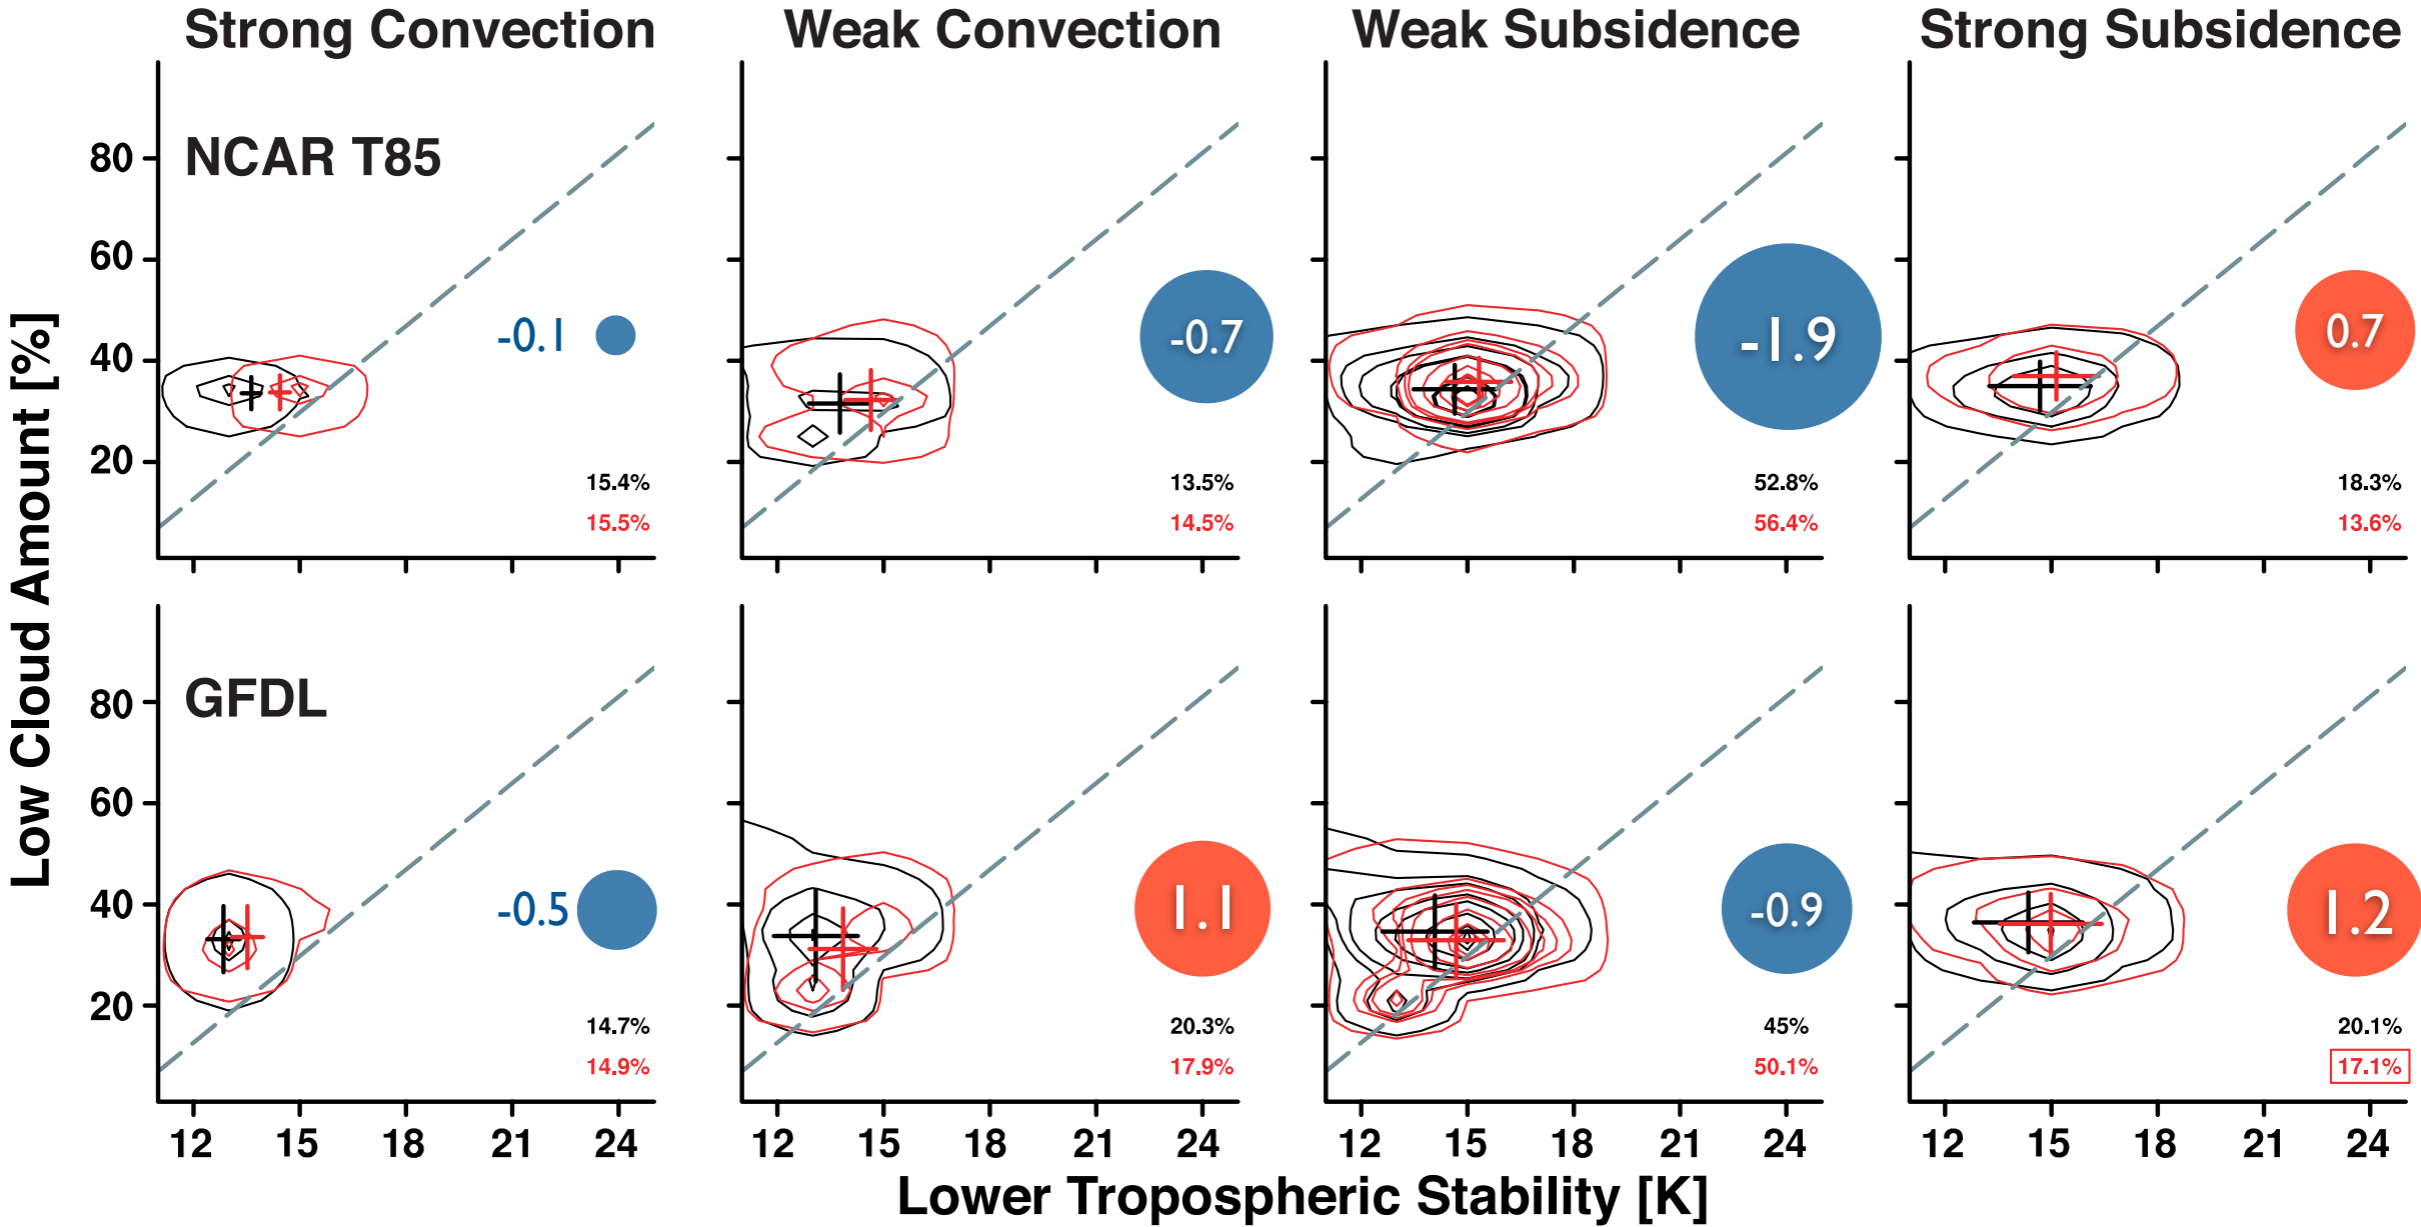 Strong Convection
Weak Convection
Weak Subsidence
Strong Subsidence
Low Cloud Amount [%]
NCAR T85
80
60
40
20
-0.1
15.4%
15.5%
-0.7
13.5%
14.5%
-1.9
52.8%
56.4%
0.7
18.3%
13.6%
GFDL
80
60
40
20
-0.5
14.7%
14.9%
1.1
20.3%
17.9%
-0.9
45%
50.1%
1.2
20.1%
17.1%
12 15 18 21 24
12 15 18 21 24
12 15 18 21 24
12 15 18 21 24
Lower Tropospheric Stability [K]